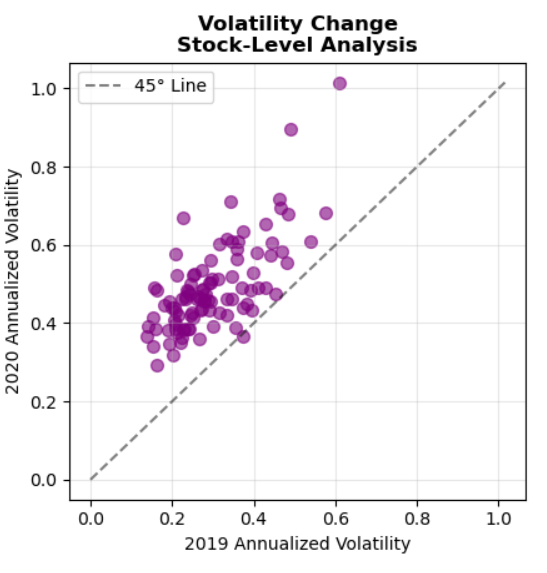 Volatility Change
Stock-Level Analysis
45° Line
2020 Annualized Volatility
1.0
0.8
0.6
0.4
0.2
0.0
0.0 0.2 0.4 0.6 0.8 1.0
2019 Annualized Volatility